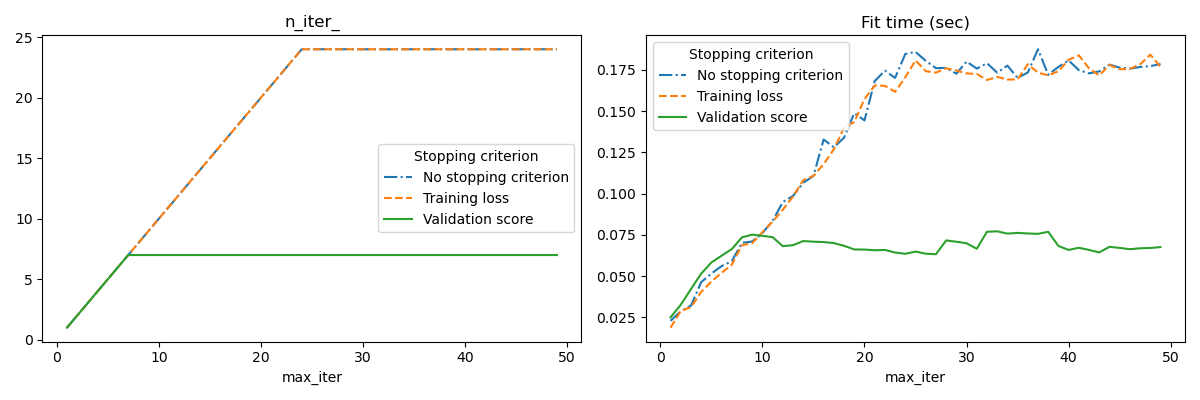 n_iter_
25
20
15
10
5
0
0
10
20
30
40
50
max_iter
Stopping criterion
No stopping criterion
Training loss
Validation score
Fit time (sec)
0.175
0.150
0.125
0.100
0.075
0.050
0.025
0
10
20
30
40
50
max_iter
Stopping criterion
No stopping criterion
Training loss
Validation score